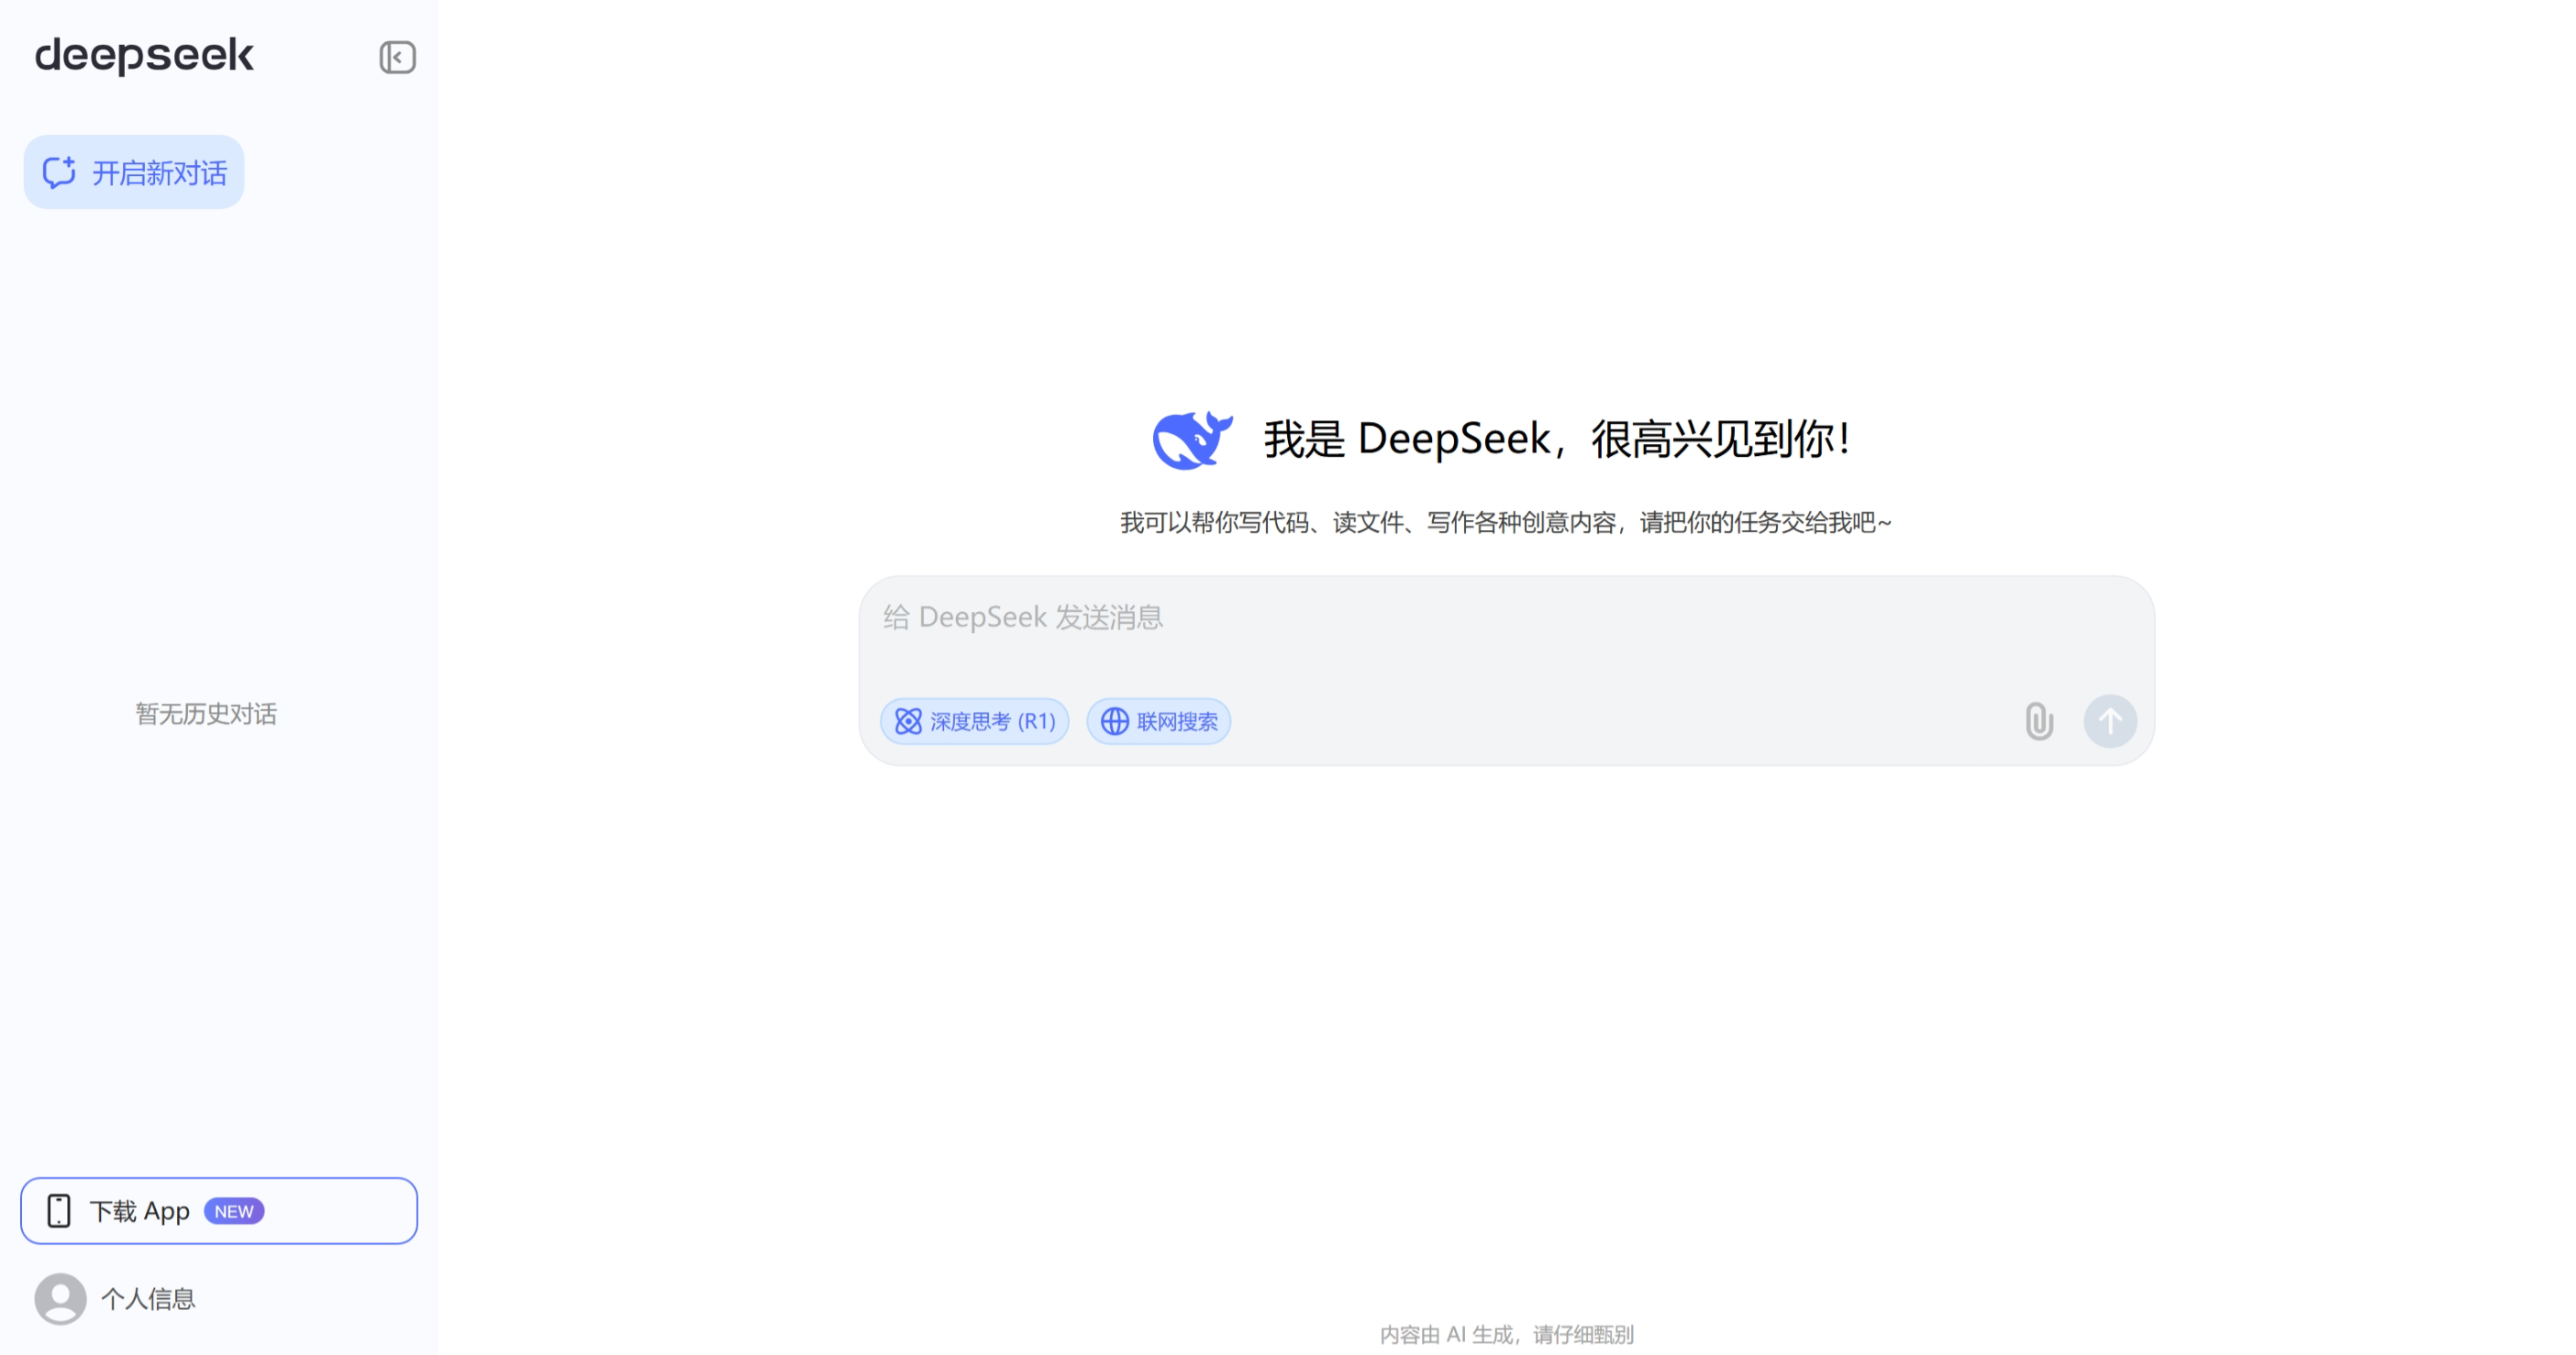 deepseek
开启新对话
暂无历史对话
下载 App NEW
个人信息
我是 DeepSeek，很高兴见到你！
我可以帮你写代码、读文件、写作各种创意内容，请把你的任务交给我吧~
给 DeepSeek 发送消息
深度思考 (R1) 联网搜索
内容由 AI 生成，请仔细甄别